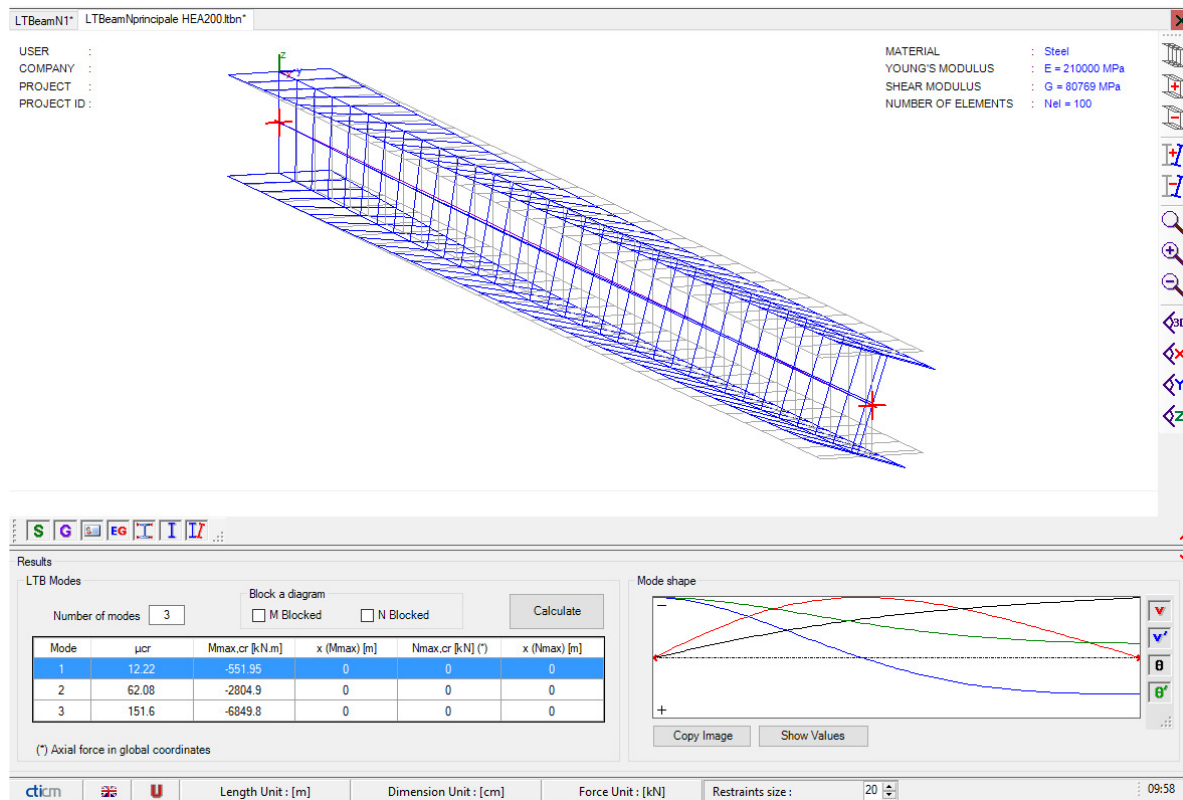 LTBeamN1* LTBeamNprincipale HEA200.ltbn*
USER :
COMPANY :
PROJECT :
PROJECT ID :
MATERIAL : Steel
YOUNG'S MODULUS : E = 210000 MPa
SHEAR MODULUS : G = 80769 MPa
NUMBER OF ELEMENTS : Nel = 100
z
y
3D
X
Y
Z
S G EG
Results
LTB Modes
Number of modes 3
Block a diagram
M Blocked N Blocked
Calculate
Mode µcr Mmax,cr [kN.m] x (Mmax) [m] Nmax,cr [kN] (*) x (Nmax) [m]
1 12.22 -551.95 0 0 0
2 62.08 -2804.9 0 0 0
3 151.6 -6849.8 0 0 0
(*) Axial force in global coordinates
Mode shape
v
v'
θ
θ'
Copy Image Show Values
cticm U Length Unit : [m] Dimension Unit : [cm] Force Unit : [kN] Restraints size : 20 09:58